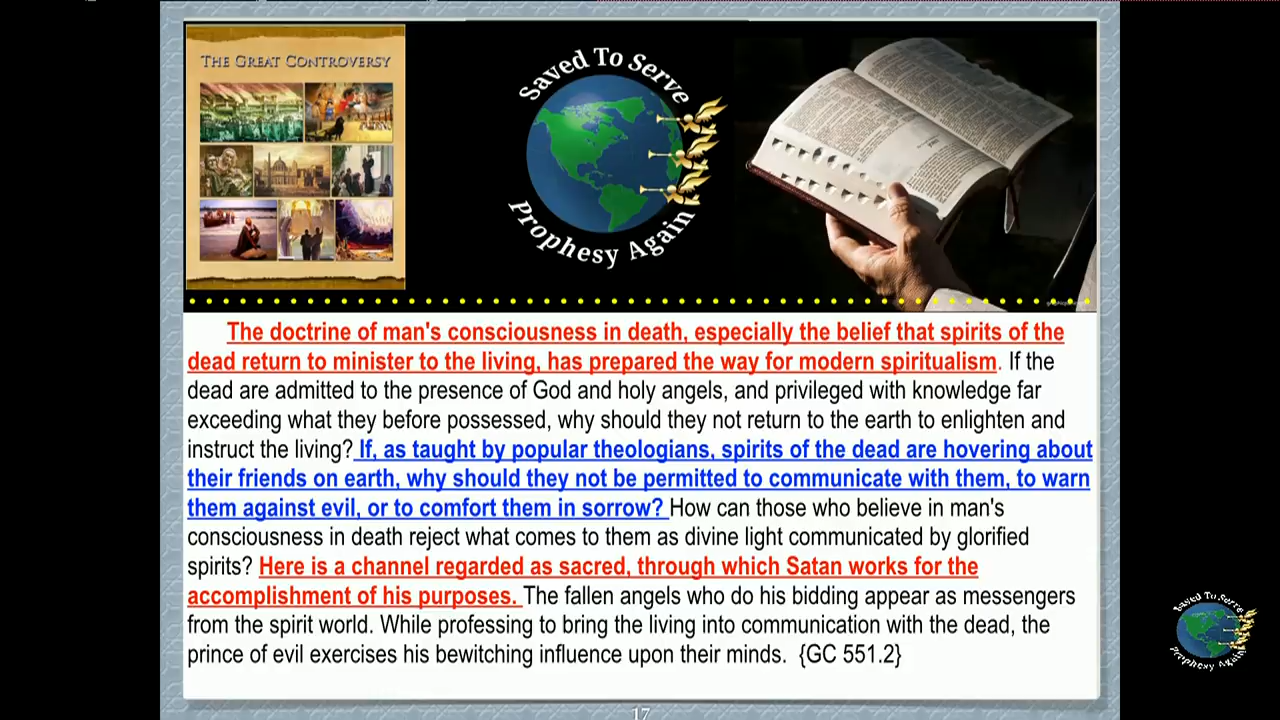 THE GREAT CONTROVERSY
Saved To Serve
Prophesy Again
The doctrine of man's consciousness in death, especially the belief that spirits of the
dead return to minister to the living, has prepared the way for modern spiritualism. If the
dead are admitted to the presence of God and holy angels, and privileged with knowledge far
exceeding what they before possessed, why should they not return to the earth to enlighten and
instruct the living? If, as taught by popular theologians, spirits of the dead are hovering about
their friends on earth, why should they not be permitted to communicate with them, to warn
them against evil, or to comfort them in sorrow? How can those who believe in man's
consciousness in death reject what comes to them as divine light communicated by glorified
spirits? Here is a channel regarded as sacred, through which Satan works for the
accomplishment of his purposes. The fallen angels who do his bidding appear as messengers
from the spirit world. While professing to bring the living into communication with the dead, the
prince of evil exercises his bewitching influence upon their minds. {GC 551.2}
Saved To Serve
Prophesy Again
17